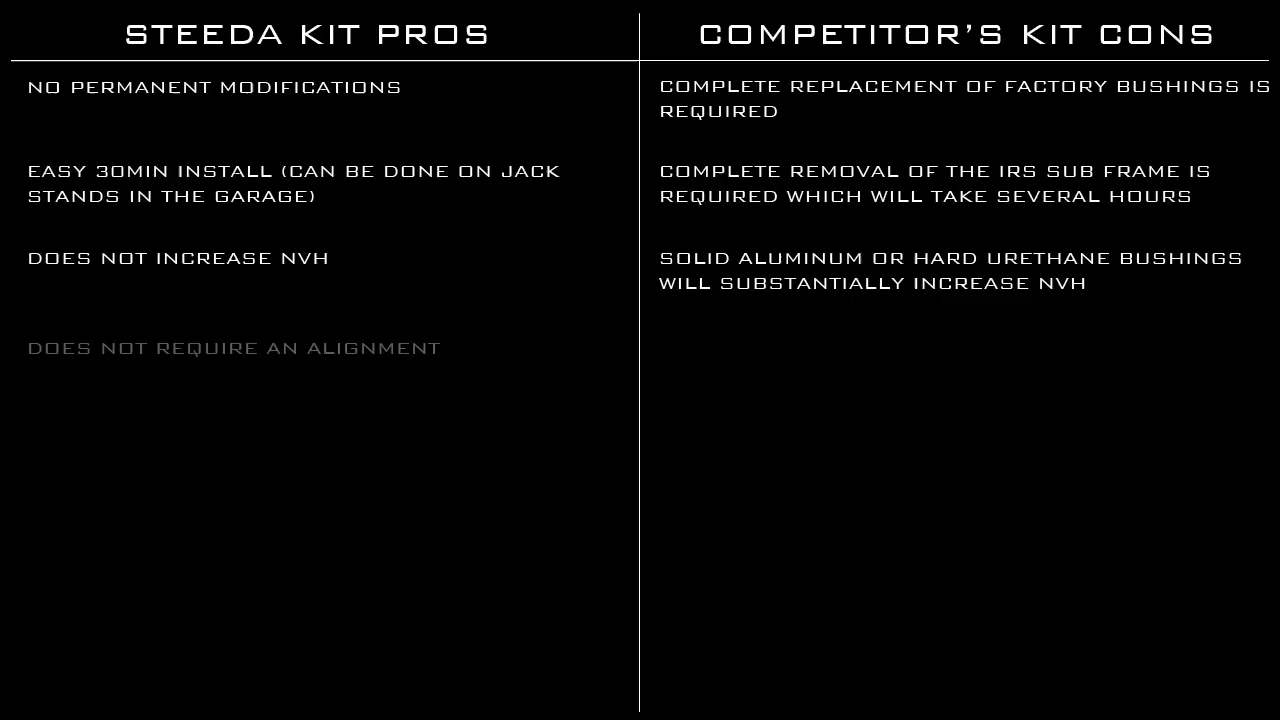 STEEDA KIT PROS
NO PERMANENT MODIFICATIONS
EASY 30MIN INSTALL (CAN BE DONE ON JACK
STANDS IN THE GARAGE)
DOES NOT INCREASE NVH
DOES NOT REQUIRE AN ALIGNMENT
COMPETITOR'S KIT CONS
COMPLETE REPLACEMENT OF FACTORY BUSHINGS IS
REQUIRED
COMPLETE REMOVAL OF THE IRS SUB FRAME IS
REQUIRED WHICH WILL TAKE SEVERAL HOURS
SOLID ALUMINUM OR HARD URETHANE BUSHINGS
WILL SUBSTANTIALLY INCREASE NVH